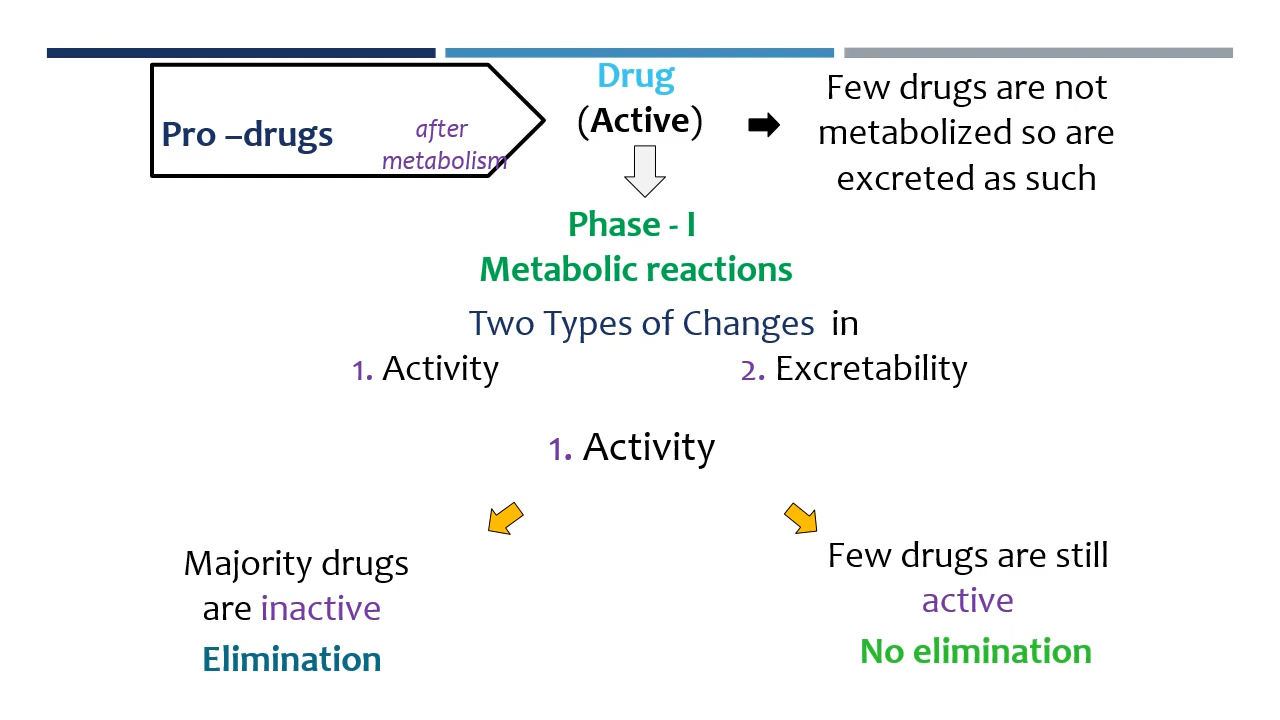 Pro –drugs
after
metabolism
Drug
(Active)
Few drugs are not
metabolized so are
excreted as such
Phase - I
Metabolic reactions
Two Types of Changes in
1. Activity
2. Excretability
1. Activity
Majority drugs
are inactive
Elimination
Few drugs are still
active
No elimination